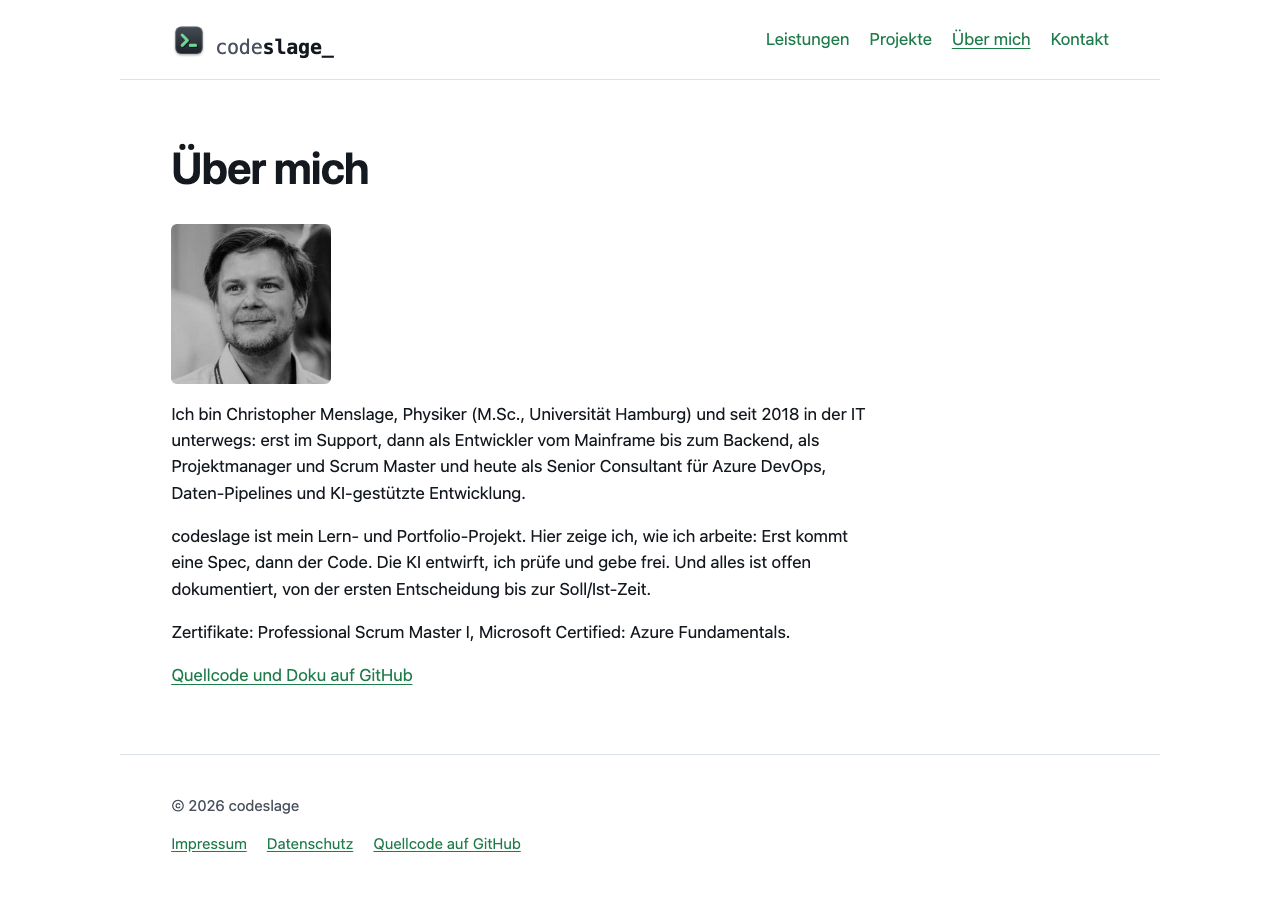 codeslage_
Leistungen Projekte Über mich Kontakt
Über mich
Ich bin Christopher Menslage, Physiker (M.Sc., Universität Hamburg) und seit 2018 in der IT
unterwegs: erst im Support, dann als Entwickler vom Mainframe bis zum Backend, als
Projektmanager und Scrum Master und heute als Senior Consultant für Azure DevOps,
Daten-Pipelines und KI-gestützte Entwicklung.
codeslage ist mein Lern- und Portfolio-Projekt. Hier zeige ich, wie ich arbeite: Erst kommt
eine Spec, dann der Code. Die KI entwirft, ich prüfe und gebe frei. Und alles ist offen
dokumentiert, von der ersten Entscheidung bis zur Soll/Ist-Zeit.
Zertifikate: Professional Scrum Master I, Microsoft Certified: Azure Fundamentals.
Quellcode und Doku auf GitHub
© 2026 codeslage
Impressum Datenschutz Quellcode auf GitHub